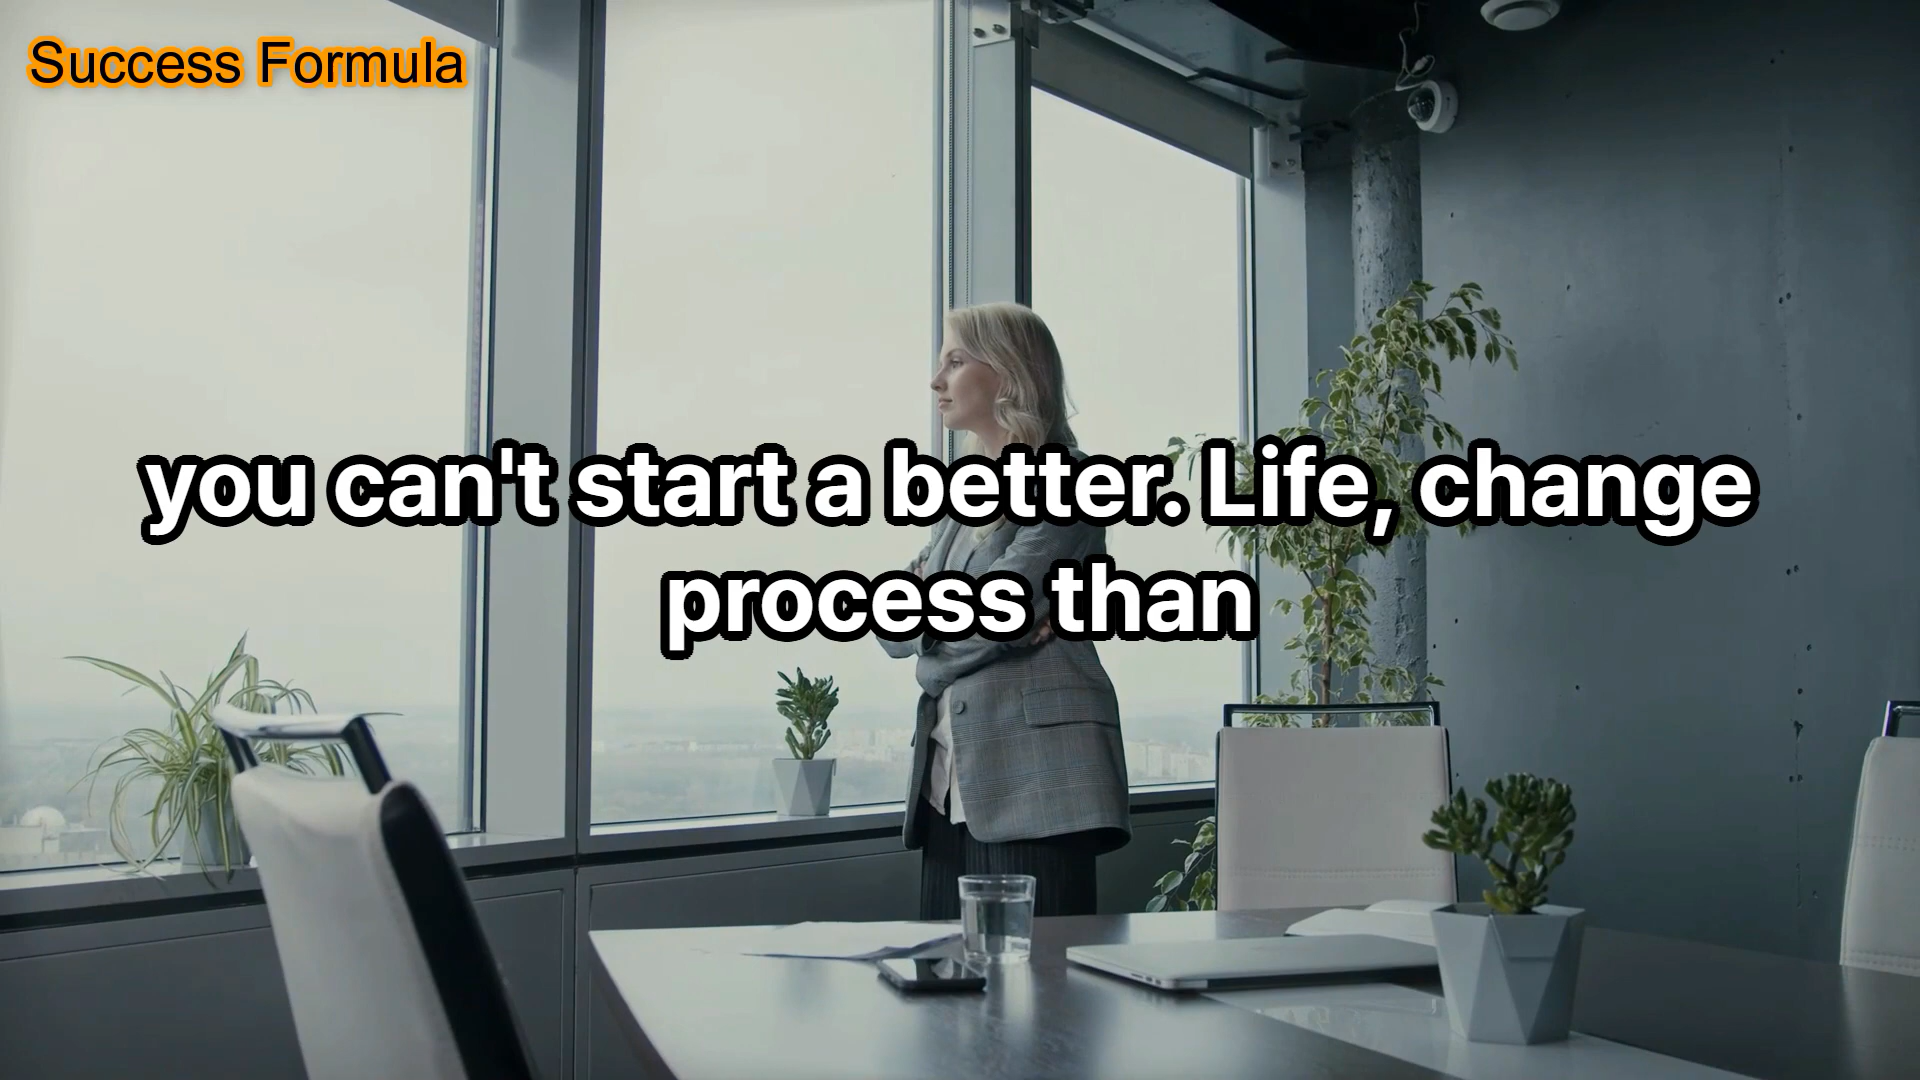 Success Formula
you can't start a better. Life, change
process than